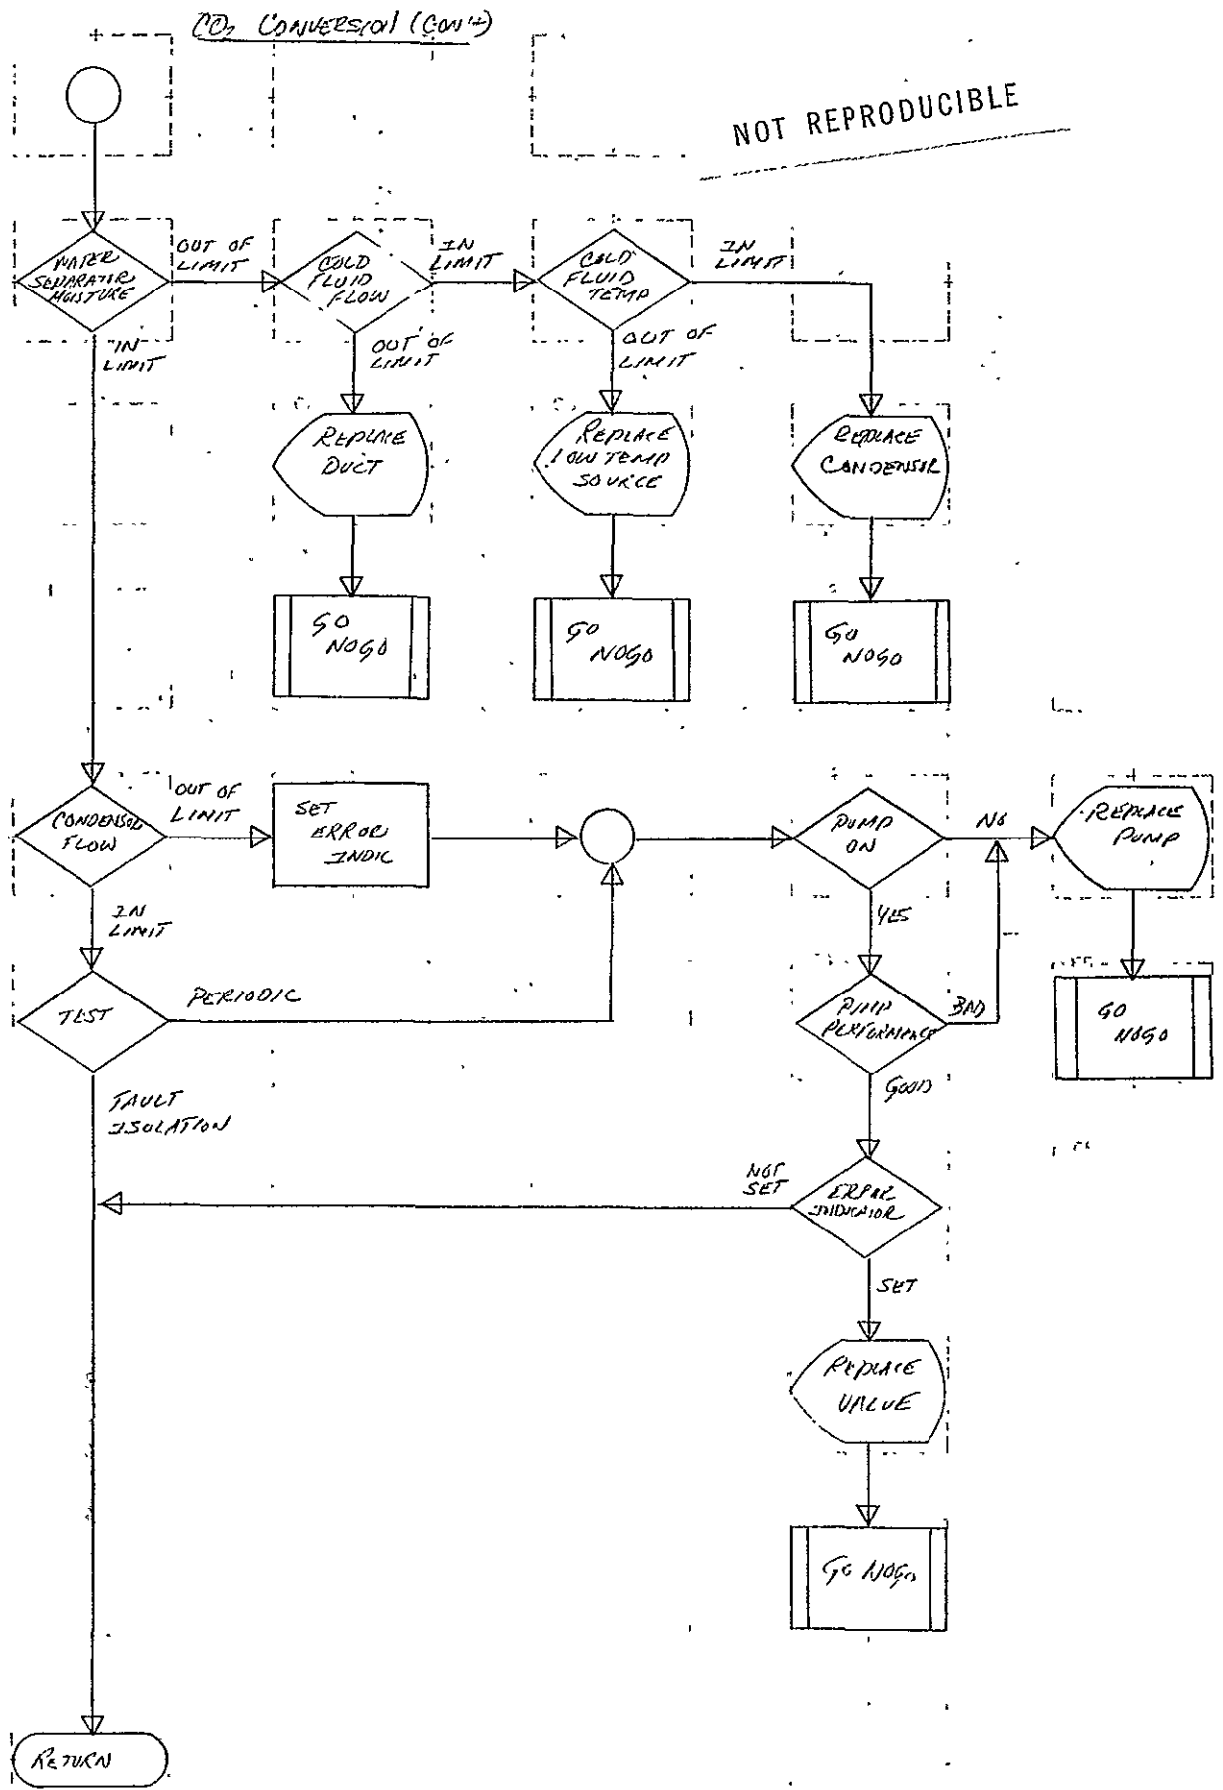 CO2 CONVERSION (CON'T)
NOT REPRODUCIBLE
WATER
SEPARATOR
MOISTURE
OUT OF
LIMIT
COLD
FLUID
FLOW
IN
LIMIT
COLD
FLUID
TEMP
IN
LIMIT
IN
LIMIT
OUT OF
LIMIT
OUT OF
LIMIT
REPLACE
DUCT
REPLACE
LOW TEMP
SOURCE
REPLACE
CONDENSOR
GO
NOGO
GO
NOGO
GO
NOGO
CONDENSOR
FLOW
OUT OF
LIMIT
SET
ERROR
INDIC
PUMP
ON
NO
REPLACE
PUMP
IN
LIMIT
YES
TEST
PERIODIC
PUMP
PERFORMANCE
BAD
GO
NOGO
FAULT
ISOLATION
GOOD
NOT
SET
ERROR
INDICATOR
SET
REPLACE
VALUE
GO NOGO
RETURN